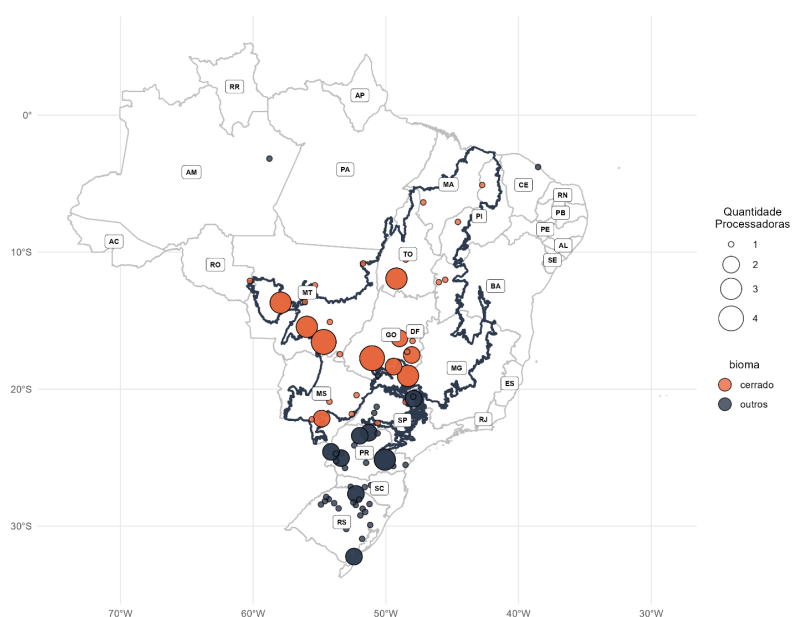 RR
AP
0°
AM
PA
MA
CE
RN
PB
PI
PE
AC
AL
SE
10°S
RO
TO
MT
BA
GO
DF
MG
ES
20°S
MS
SP
RJ
PR
SC
RS
30°S
70°W
60°W
50°W
40°W
30°W
Quantidade
Processadoras
1
2
3
4
bioma
cerrado
outros